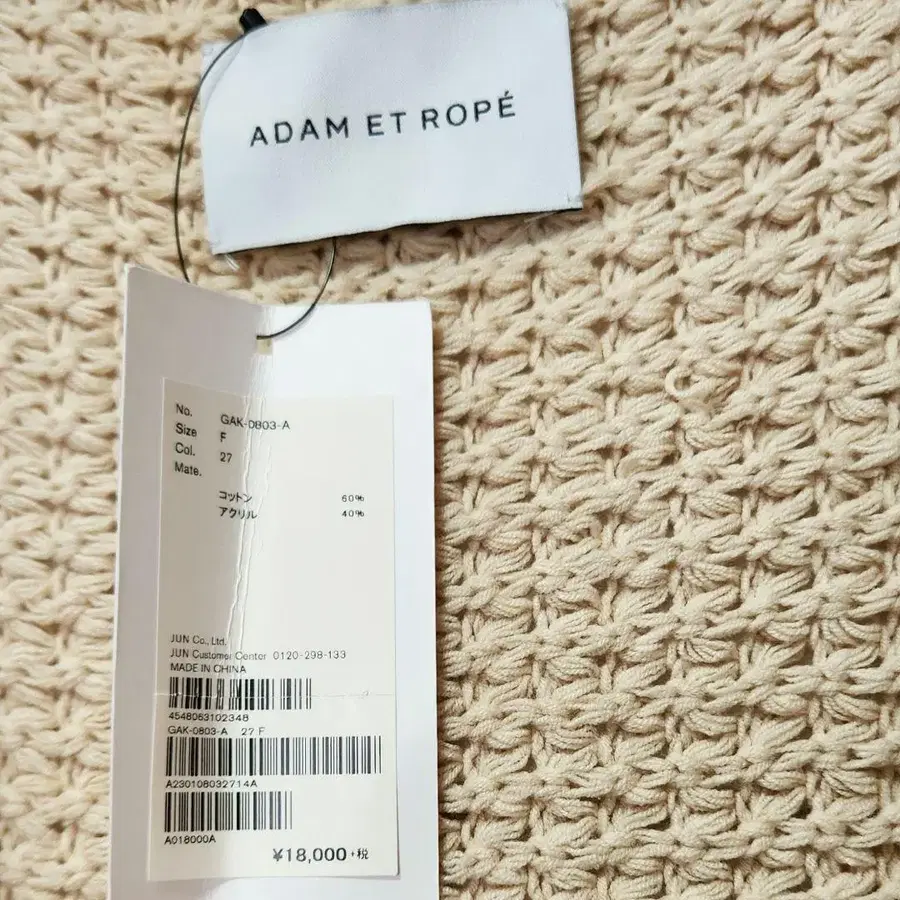 ADAM ET ROPÉ
No. GAK-0803-A
Size F
Col. 27
Mate.
コットン 60%
アクリル 40%
JUN Co., Ltd.
JUN Customer Center 0120-298-133
MADE IN CHINA
4548063102348
GAK-0803-A 27 F
A230108032714A
A018000A
¥18,000+税